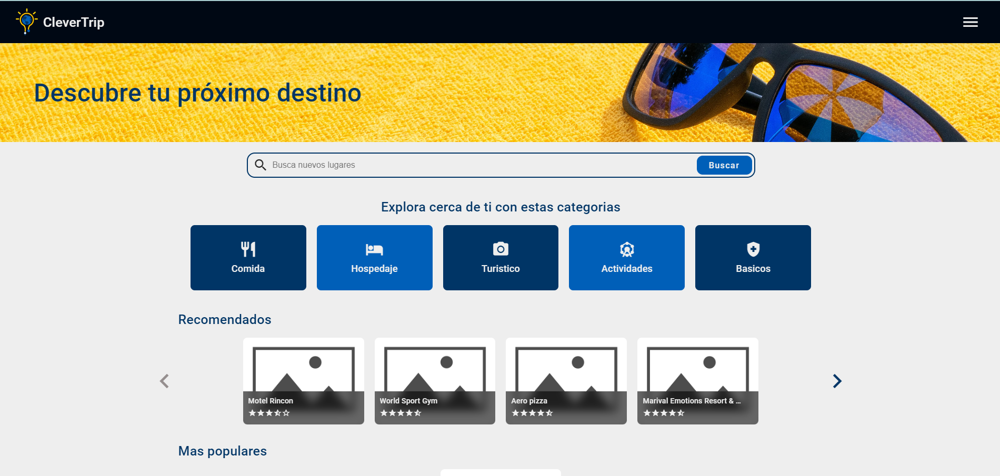 CleverTrip
Descubre tu próximo destino
Busca nuevos lugares
Buscar
Explora cerca de ti con estas categorias
Comida
Hospedaje
Turistico
Actividades
Basicos
Recomendados
Motel Rincon
World Sport Gym
Aero pizza
Marival Emotions Resort & ...
Mas populares